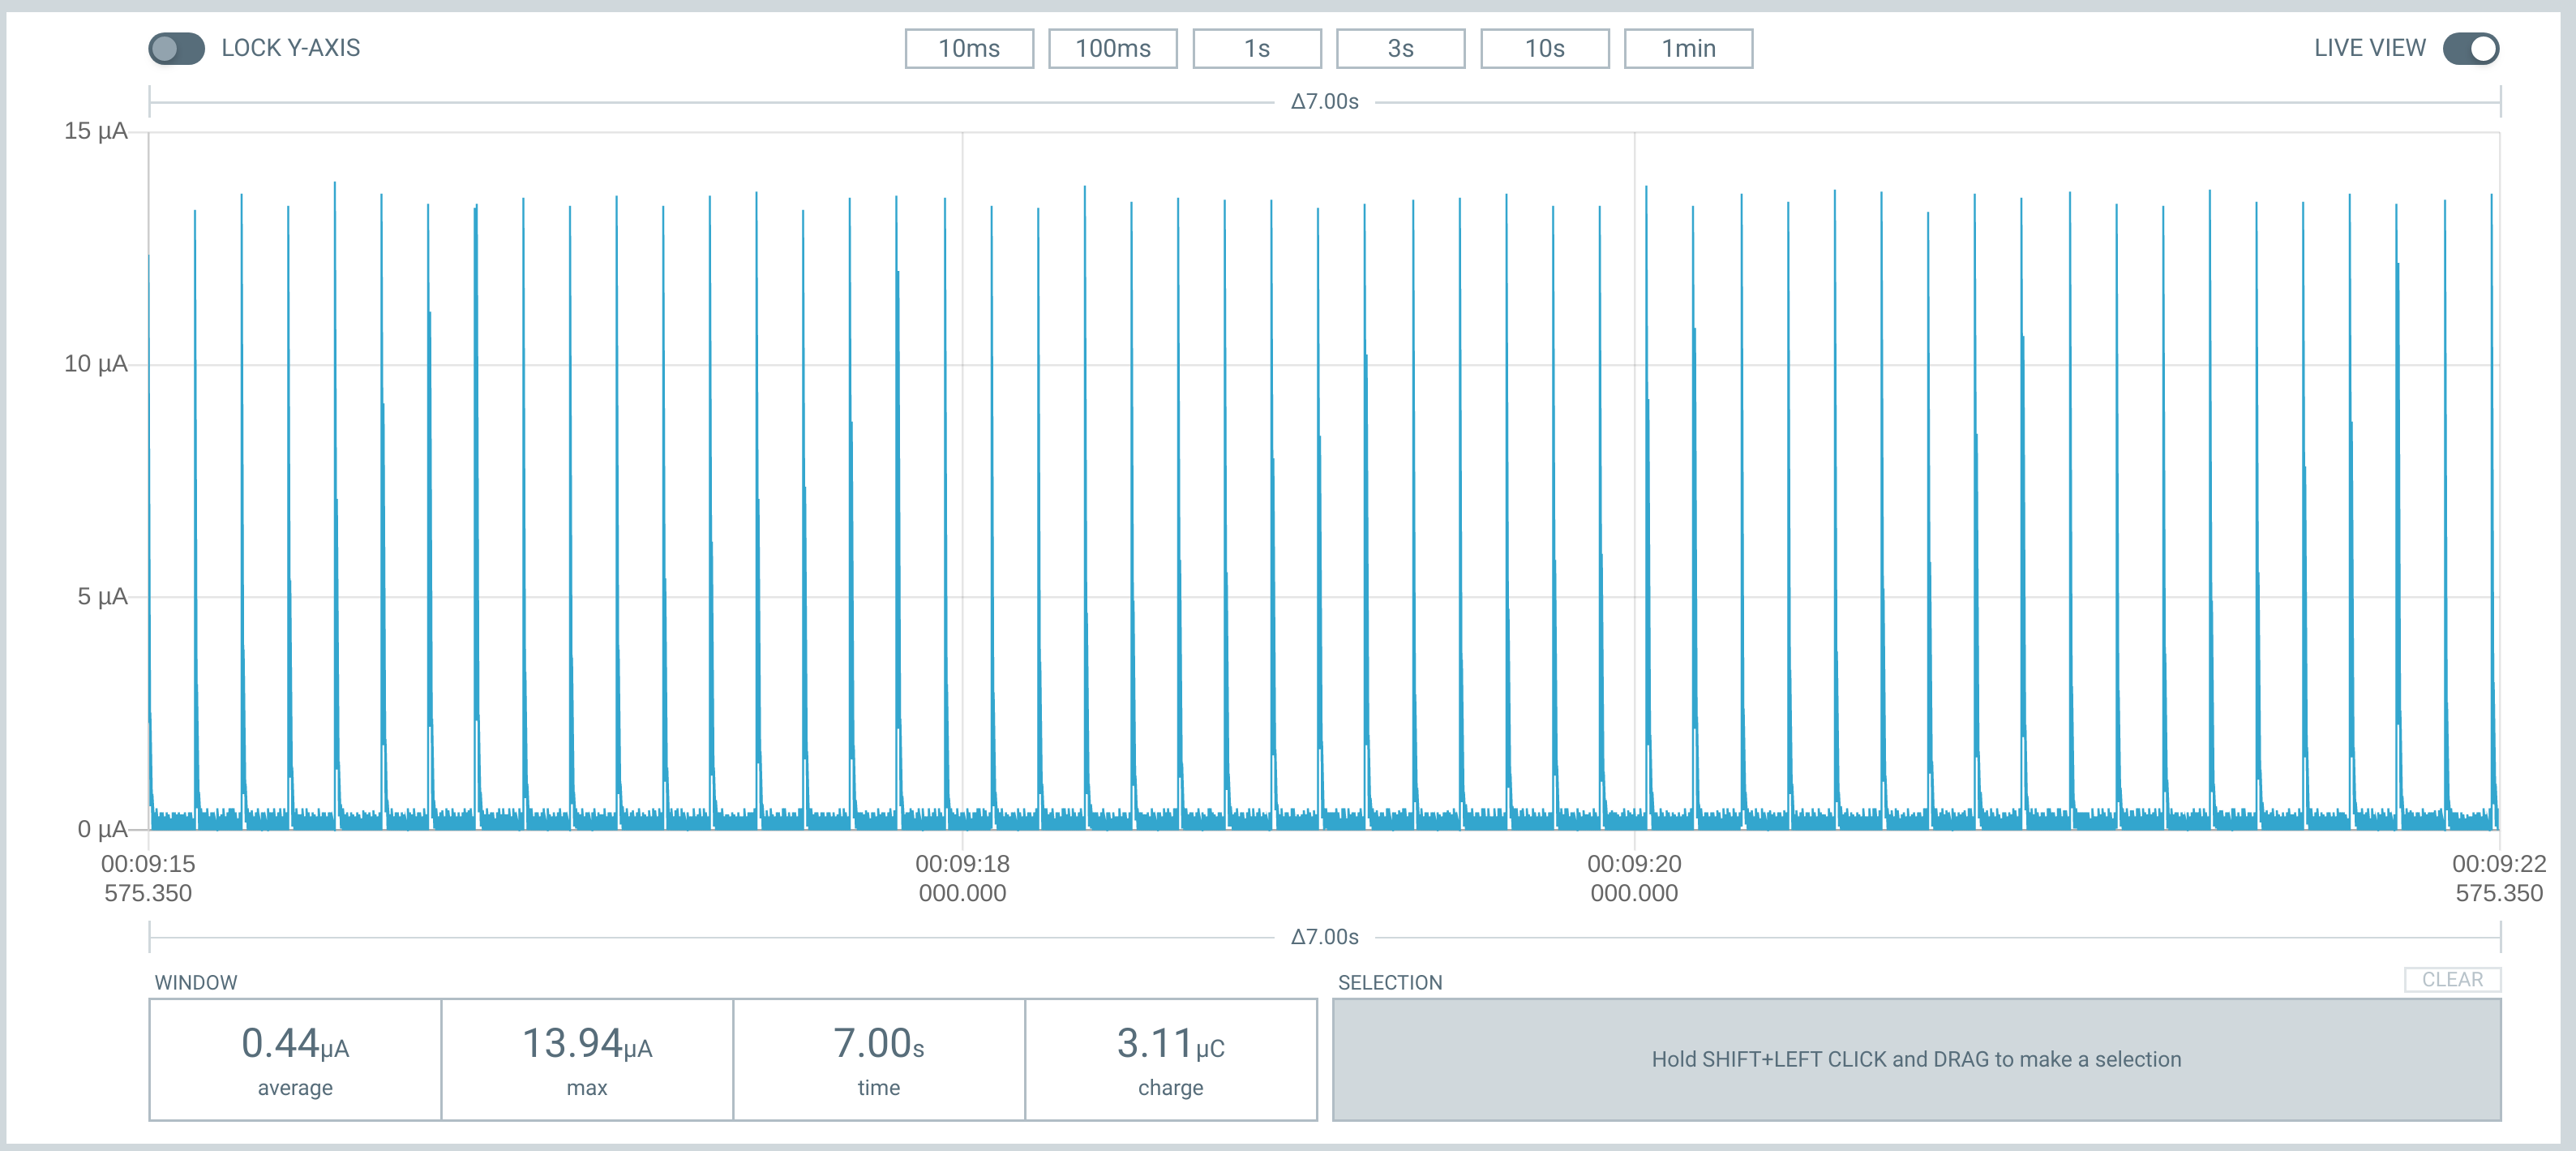 LOCK Y-AXIS 10ms 100ms 1s 3s 10s 1min LIVE VIEW
Δ7.00s
15 µA
10 µA
5 µA
0 µA
00:09:15 00:09:18 00:09:20 00:09:22
575.350 000.000 000.000 575.350
Δ7.00s
WINDOW SELECTION CLEAR
0.44µA 13.94µA 7.00s 3.11µC
average max time charge
Hold SHIFT+LEFT CLICK and DRAG to make a selection